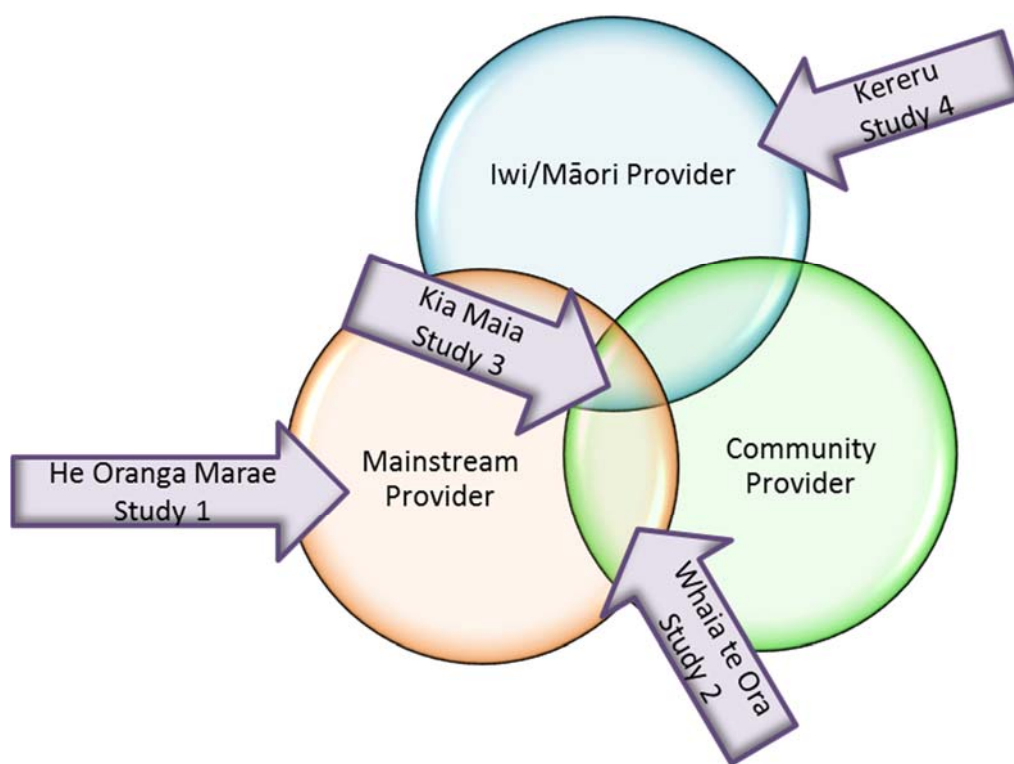 Kereru
Study 4
Iwi/Māori Provider
Kia Maia
Study 3
He Oranga Marae
Study 1
Mainstream
Provider
Community
Provider
Whaia te Ora
Study 2